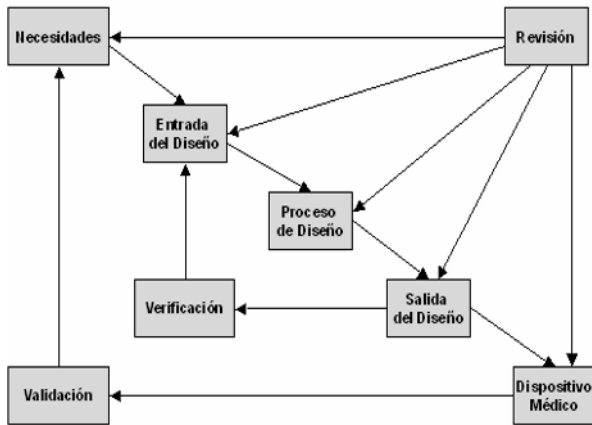 Necesidades
Revisión
Entrada
del Diseño
Proceso
de Diseño
Verificación
Salida
del Diseño
Validación
Dispositivo
Médico